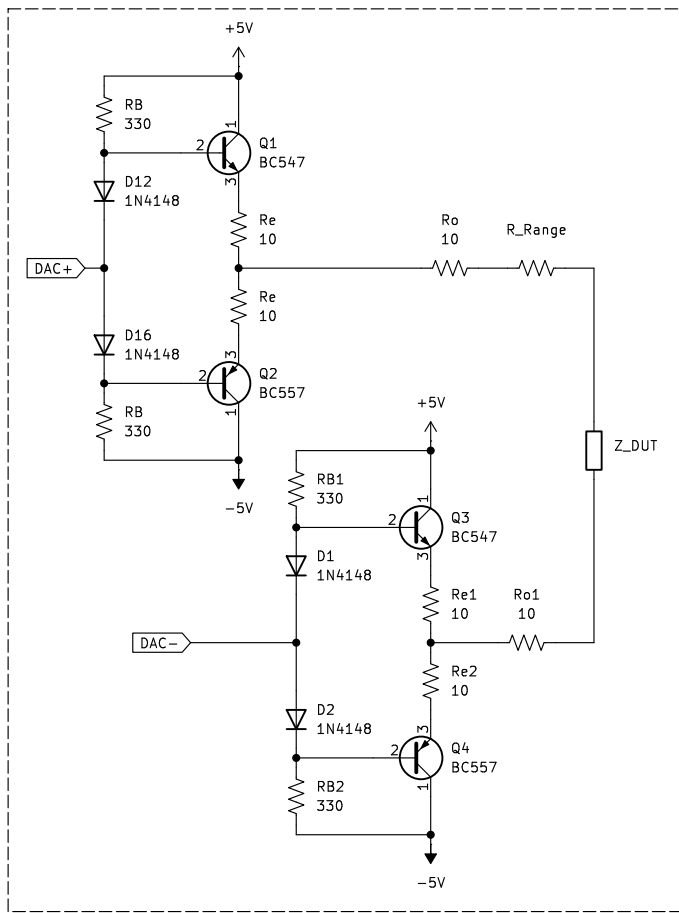 +5V
RB
330
1
2
Q1
BC547
3
D12
1N4148
Re
10
DAC+
Ro
10
R_Range
Re
10
D16
1N4148
3
2
Q2
BC557
1
RB
330
-5V
+5V
Z_DUT
RB1
330
1
2
Q3
BC547
3
D1
1N4148
Re1
10
Ro1
10
DAC-
Re2
10
D2
1N4148
3
2
Q4
BC557
1
RB2
330
-5V